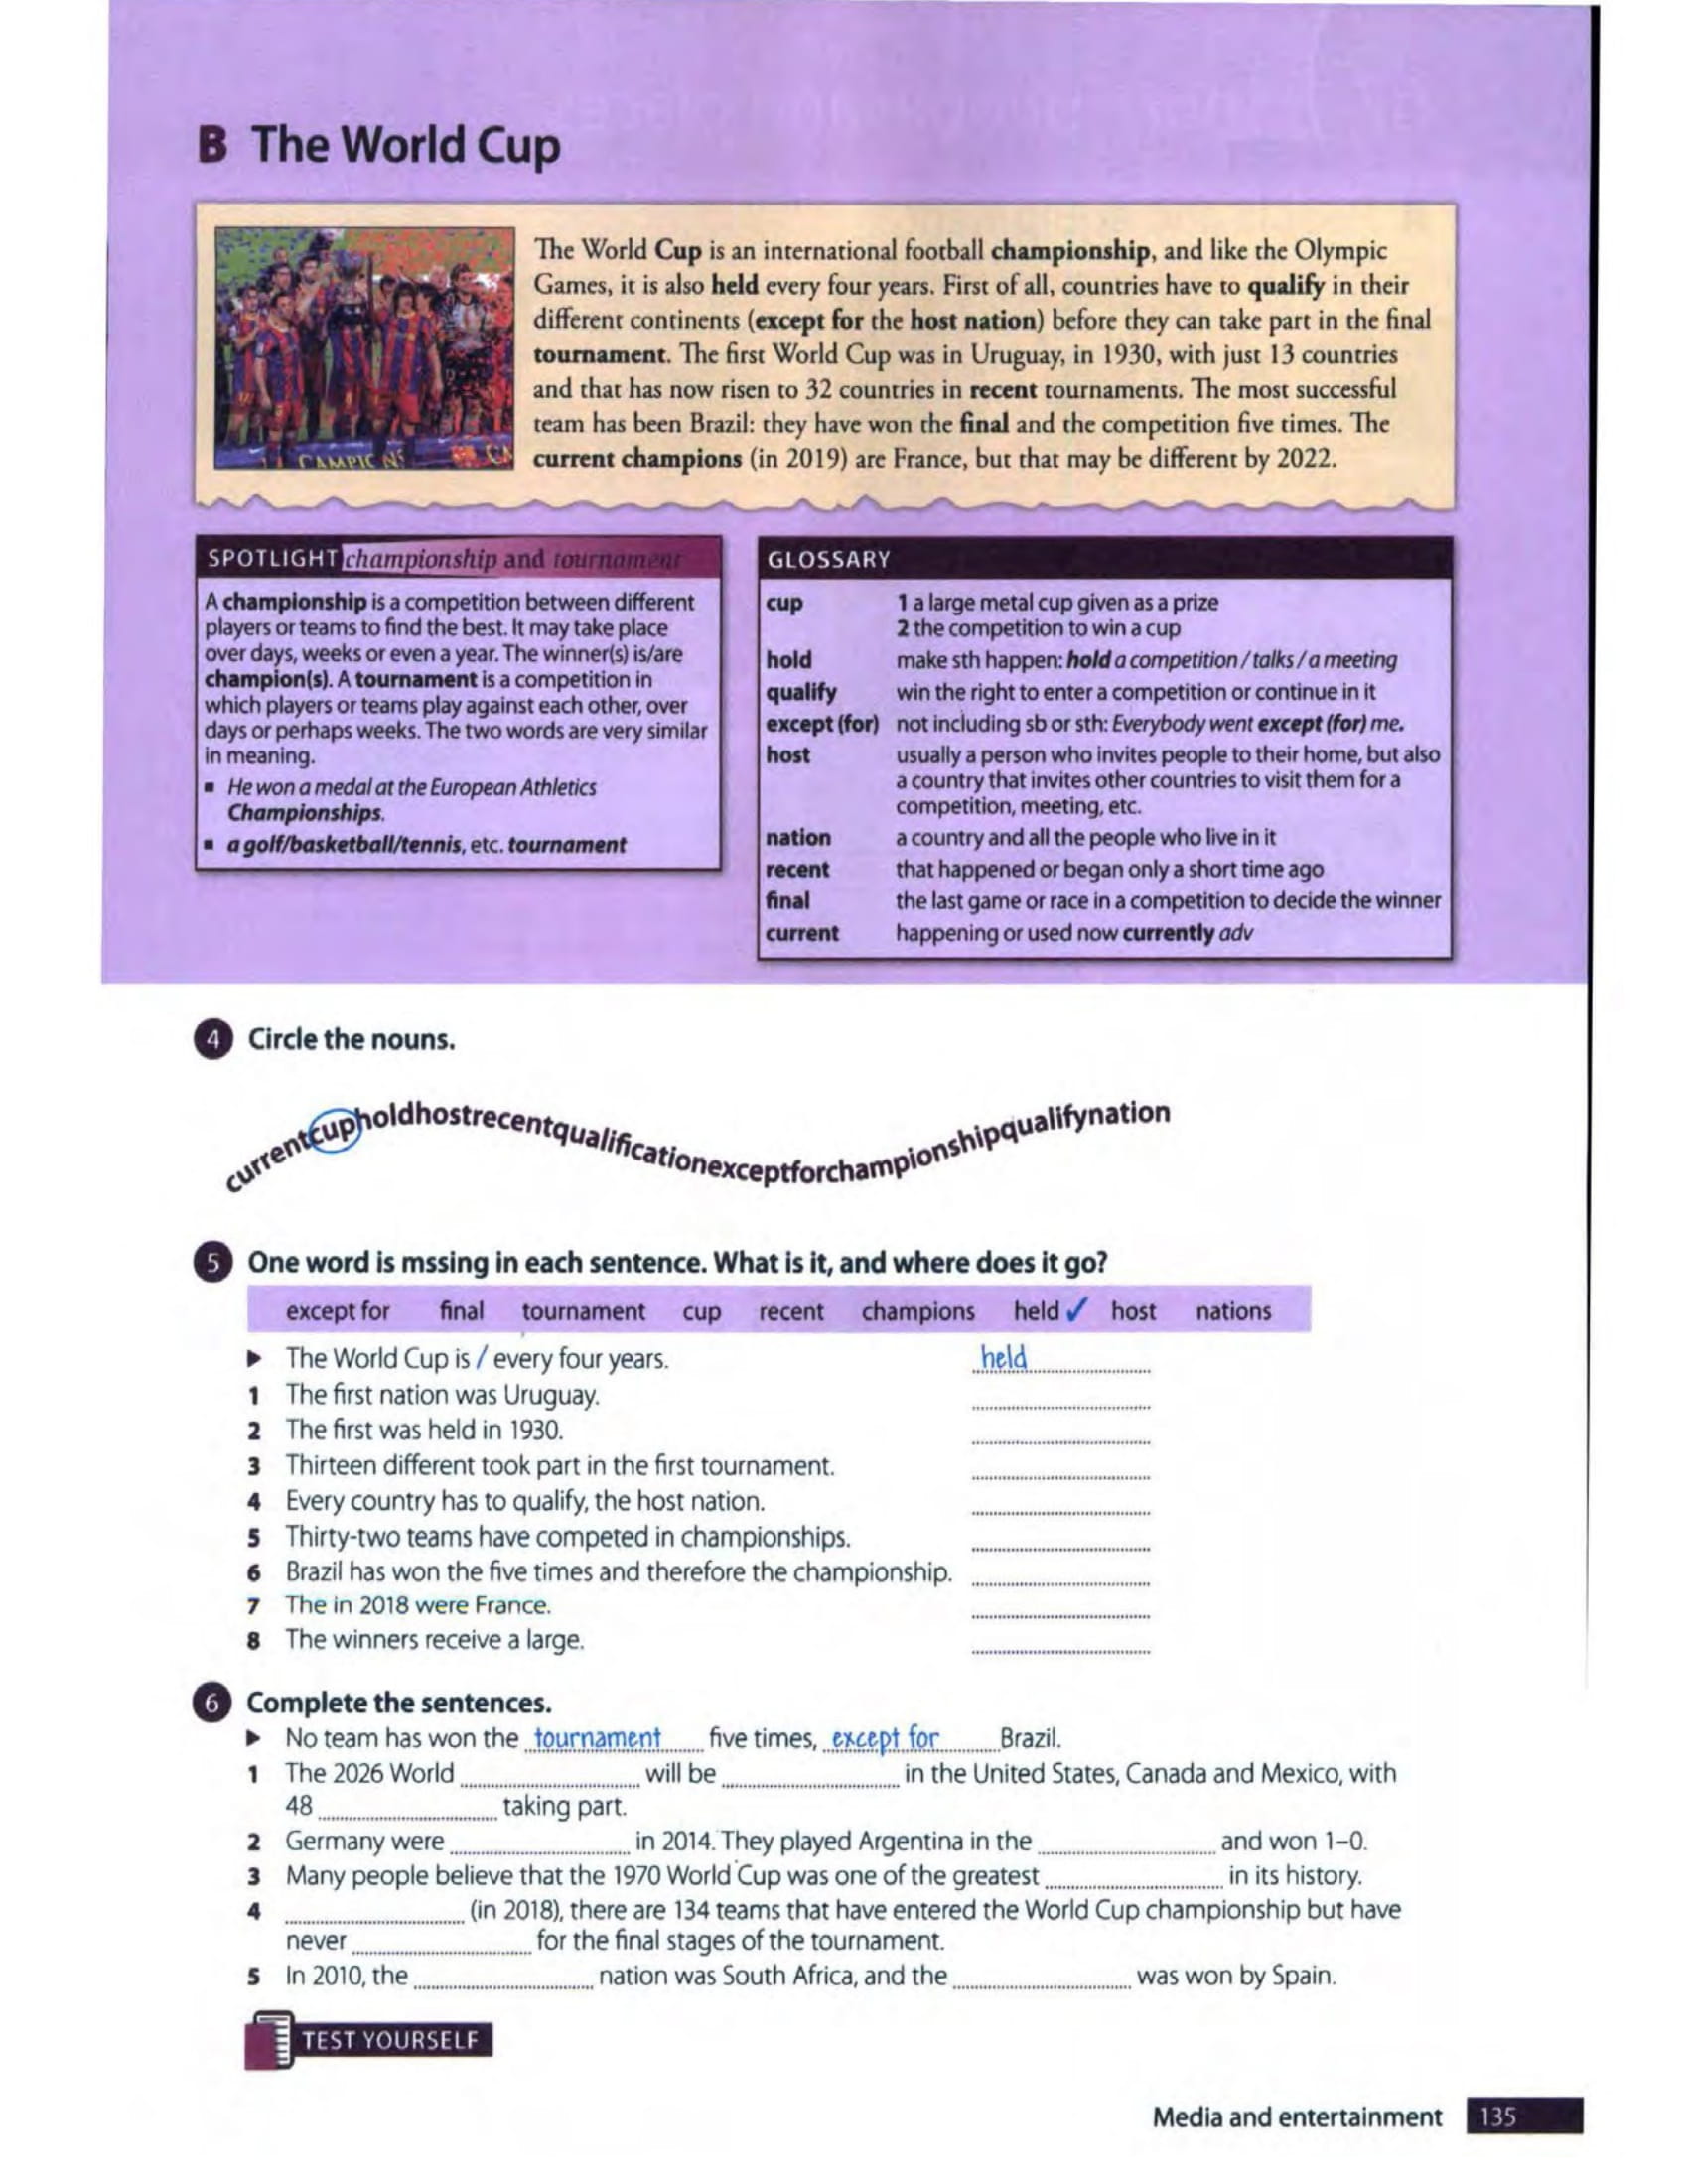 B The World Cup
The World Cup is an international football championship, and like the Olympic
Games, it is also held every four years. First of all, countries have to qualify in their
different continents (except for the host nation) before they can take part in the final
tournament. The first World Cup was in Uruguay, in 1930, with just 13 countries
and that has now risen to 32 countries in recent tournaments. The most successful
team has been Brazil: they have won the final and the competition five times. The
current champions (in 2019) are France, but that may be different by 2022.
CAMPIONS
SPOTLIGHT championship and tournament
A championship is a competition between different
players or teams to find the best. It may take place
over days, weeks or even a year. The winner(s) is/are
champion(s). A tournament is a competition in
which players or teams play against each other, over
days or perhaps weeks. The two words are very similar
in meaning.
▪ He won a medal at the European Athletics
Championships.
▪ a golf/basketball/tennis, etc. tournament
GLOSSARY
cup 1 a large metal cup given as a prize
2 the competition to win a cup
hold make sth happen: hold a competition / talks / a meeting
qualify win the right to enter a competition or continue in it
except (for) not including sb or sth: Everybody went except (for) me.
host usually a person who invites people to their home, but also
a country that invites other countries to visit them for a
competition, meeting, etc.
nation a country and all the people who live in it
recent that happened or began only a short time ago
final the last game or race in a competition to decide the winner
current happening or used now currently adv
4 Circle the nouns.
currentcupholdhostrecentqualificationexceptforchampionshipqualifynation
5 One word is mssing in each sentence. What is it, and where does it go?
except for final tournament cup recent champions held ✓ host nations
▶ The World Cup is / every four years. held
1 The first nation was Uruguay.
2 The first was held in 1930.
3 Thirteen different took part in the first tournament.
4 Every country has to qualify, the host nation.
5 Thirty-two teams have competed in championships.
6 Brazil has won the five times and therefore the championship.
7 The in 2018 were France.
8 The winners receive a large.
6 Complete the sentences.
▶ No team has won the tournament five times, except for Brazil.
1 The 2026 World ........ will be ........ in the United States, Canada and Mexico, with
48 ........ taking part.
2 Germany were ........ in 2014. They played Argentina in the ........ and won 1–0.
3 Many people believe that the 1970 World Cup was one of the greatest ........ in its history.
4 ........ (in 2018), there are 134 teams that have entered the World Cup championship but have
never ........ for the final stages of the tournament.
5 In 2010, the ........ nation was South Africa, and the ........ was won by Spain.
TEST YOURSELF
Media and entertainment 135